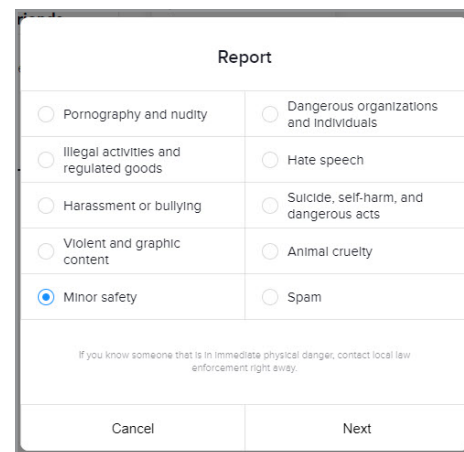 Report
Pornography and nudity
Dangerous organizations
and individuals
Illegal activities and
regulated goods
Hate speech
Harassment or bullying
Suicide, self-harm, and
dangerous acts
Violent and graphic
content
Animal cruelty
Minor safety
Spam
If you know someone that is in immediate physical danger, contact local law
enforcement right away.
Cancel
Next